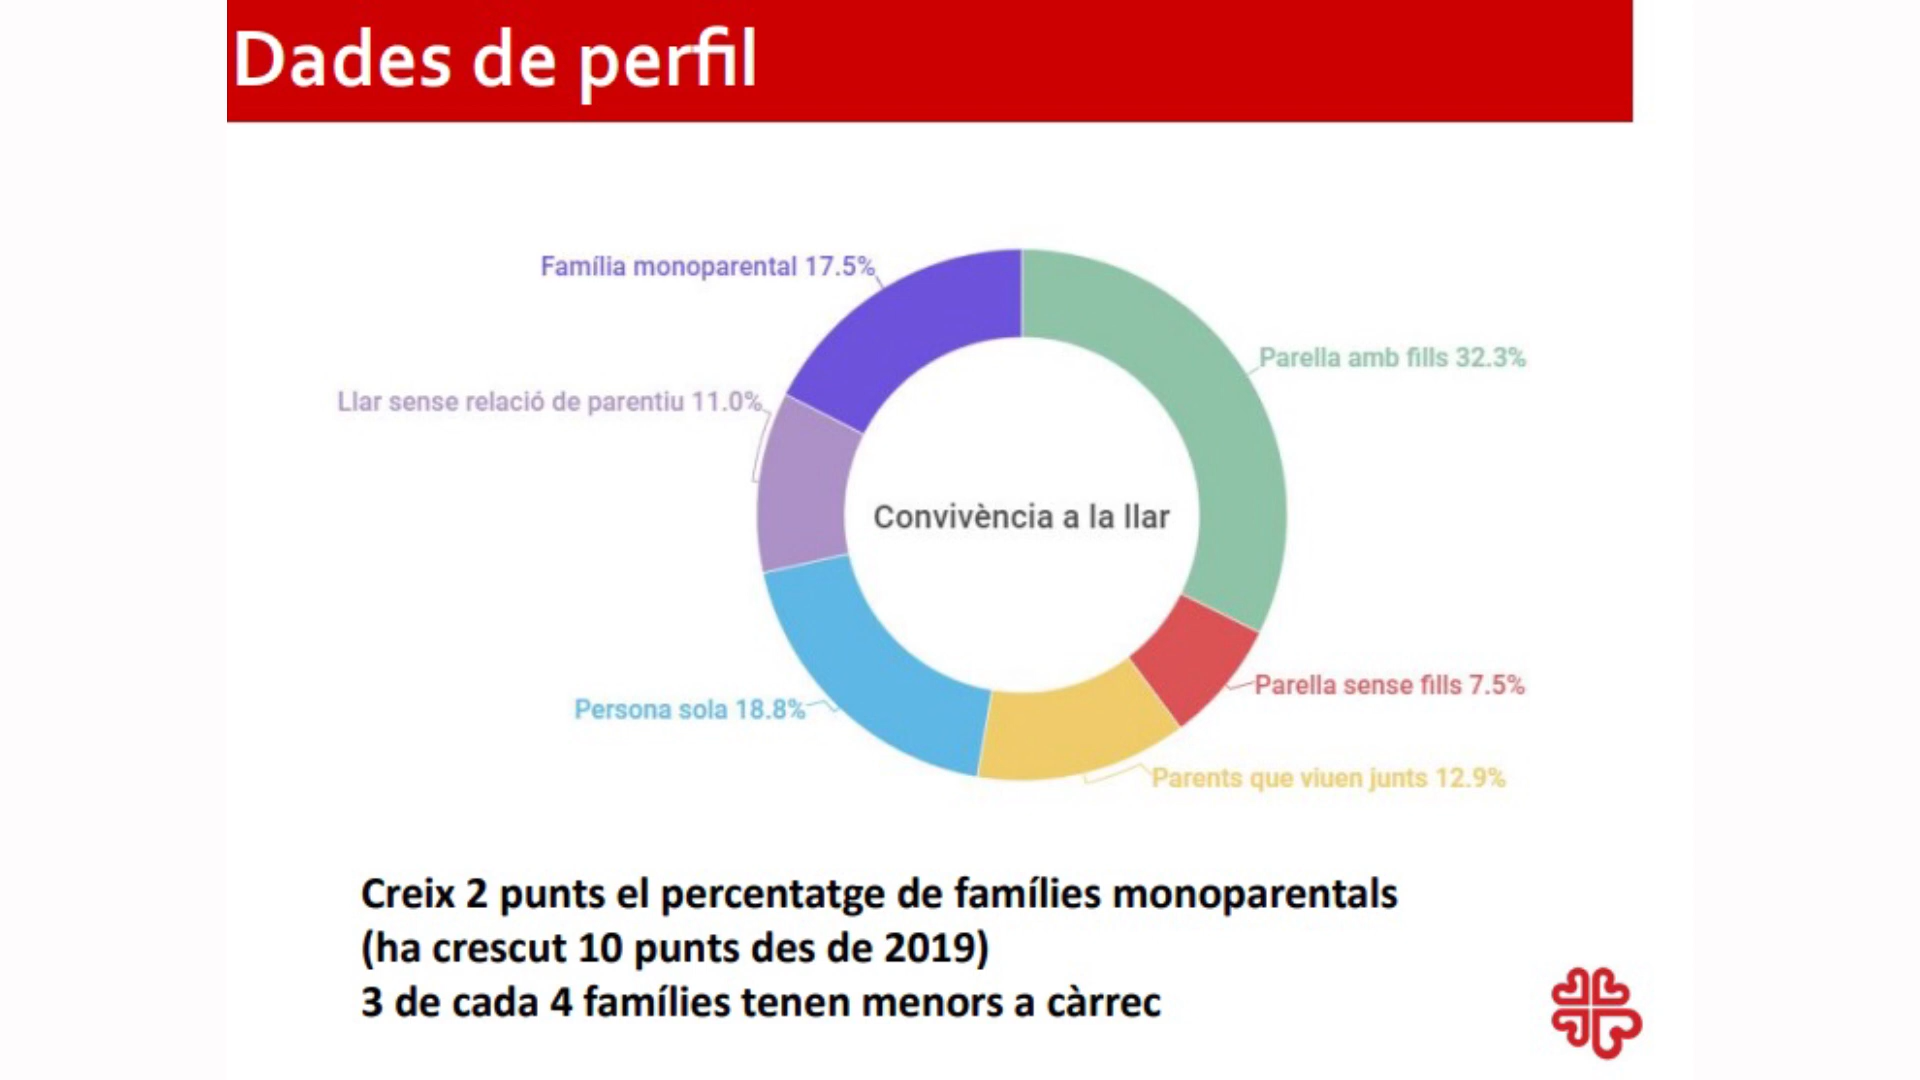 Dades de perfil
Família monoparental 17.5%
Parella amb fills 32.3%
Llar sense relació de parentiu 11.0%
Convivència a la llar
Parella sense fills 7.5%
Persona sola 18.8%
Parents que viuen junts 12.9%
Creix 2 punts el percentatge de famílies monoparentals
(ha crescut 10 punts des de 2019)
3 de cada 4 famílies tenen menors a càrrec